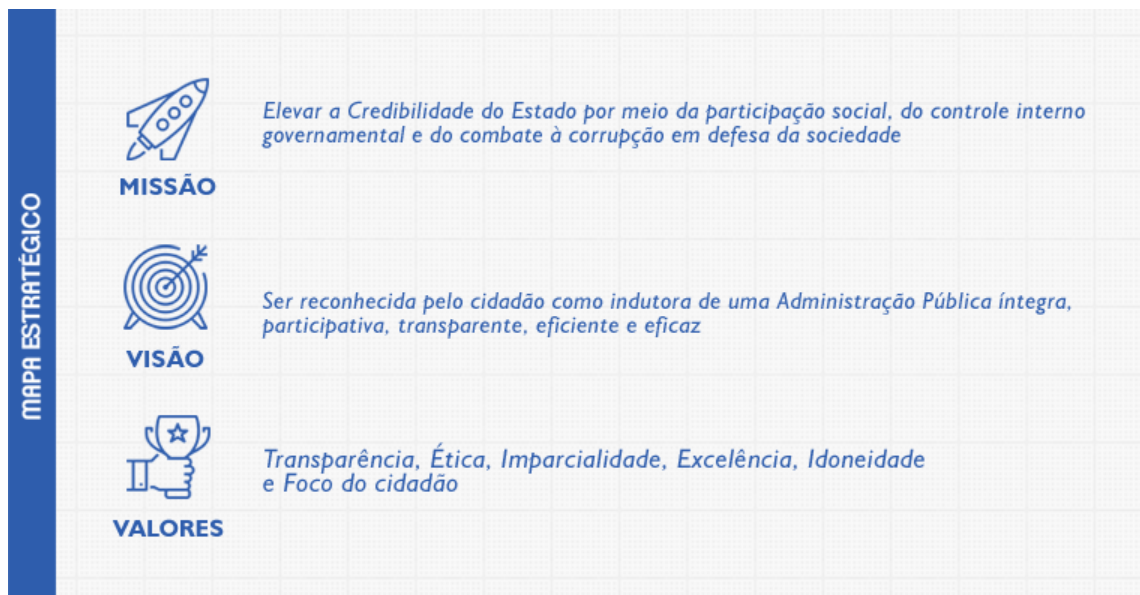 MAPA ESTRATÉGICO
Elevar a Credibilidade do Estado por meio da participação social, do controle interno
governamental e do combate à corrupção em defesa da sociedade
MISSÃO
Ser reconhecida pelo cidadão como indutora de uma Administração Pública íntegra,
participativa, transparente, eficiente e eficaz
VISÃO
Transparência, Ética, Imparcialidade, Excelência, Idoneidade
e Foco do cidadão
VALORES